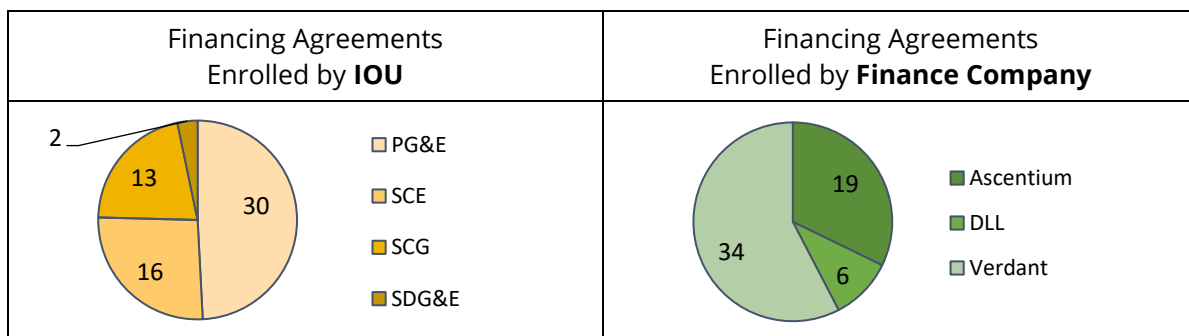 Financing Agreements
Enrolled by IOU
Financing Agreements
Enrolled by Finance Company
2
13
30
16
PG&E
SCE
SCG
SDG&E
19
34
6
Ascentium
DLL
Verdant